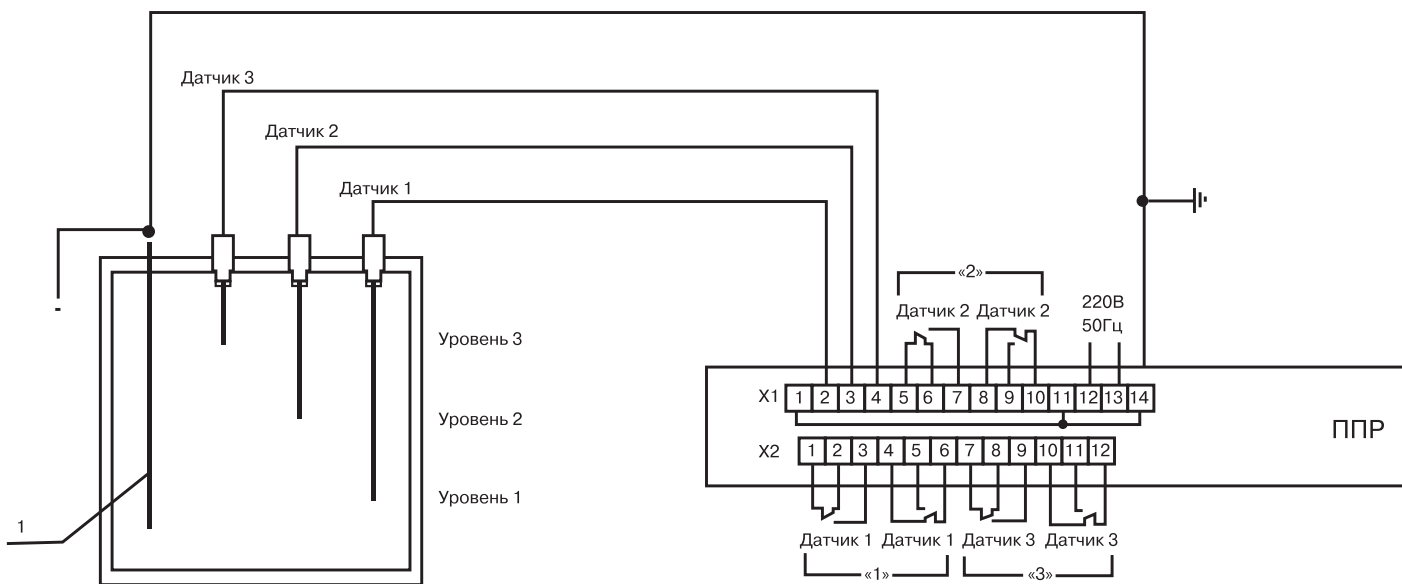 Датчик 3
Датчик 2
Датчик 1
Уровень 3
Уровень 2
Уровень 1
1
«2»
Датчик 2 Датчик 2
220В
50Гц
X1 1 2 3 4 5 6 7 8 9 10 11 12 13 14
ППР
X2 1 2 3 4 5 6 7 8 9 10 11 12
Датчик 1 Датчик 1 Датчик 3 Датчик 3
«1» «3»